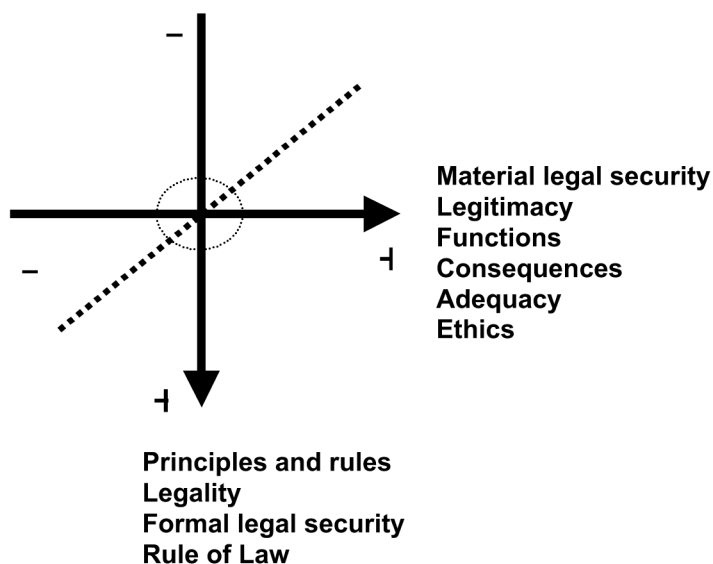 –
Material legal security
Legitimacy
–
Functions
Consequences
Adequacy
Ethics
Principles and rules
Legality
Formal legal security
Rule of Law